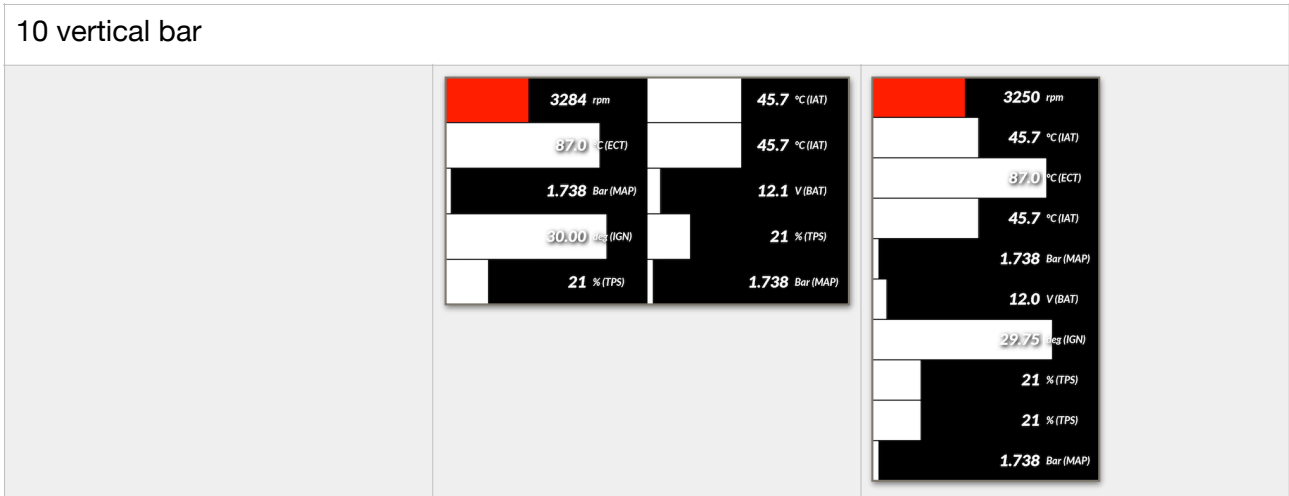 10 vertical bar
3284 rpm
87.0 °C (ECT)
1.738 Bar (MAP)
30.00 deg (IGN)
21 % (TPS)
45.7 °C (IAT)
45.7 °C (IAT)
12.1 V (BAT)
21 % (TPS)
1.738 Bar (MAP)
3250 rpm
45.7 °C (IAT)
87.0 °C (ECT)
45.7 °C (IAT)
1.738 Bar (MAP)
12.0 V (BAT)
29.75 deg (IGN)
21 % (TPS)
21 % (TPS)
1.738 Bar (MAP)